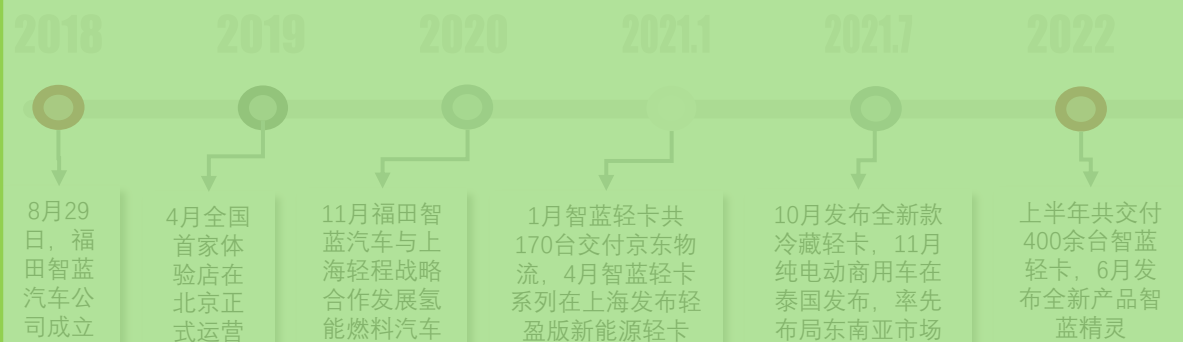 2018
2019
2020
2021.1
2021.7
2022
8月29
日，福
田智蓝
汽车公
司成立
4月全国
首家体
验店在
北京正
式运营
11月福田智
蓝汽车与上
海轻程战略
合作发展氢
能燃料汽车
1月智蓝轻卡共
170台交付京东物
流，4月智蓝轻卡
系列在上海发布轻
盈版新能源轻卡
10月发布全新款
冷藏轻卡，11月
纯电动商用车在
泰国发布，率先
布局东南亚市场
上半年共交付
400余台智蓝
轻卡，6月发
布全新产品智
蓝精灵